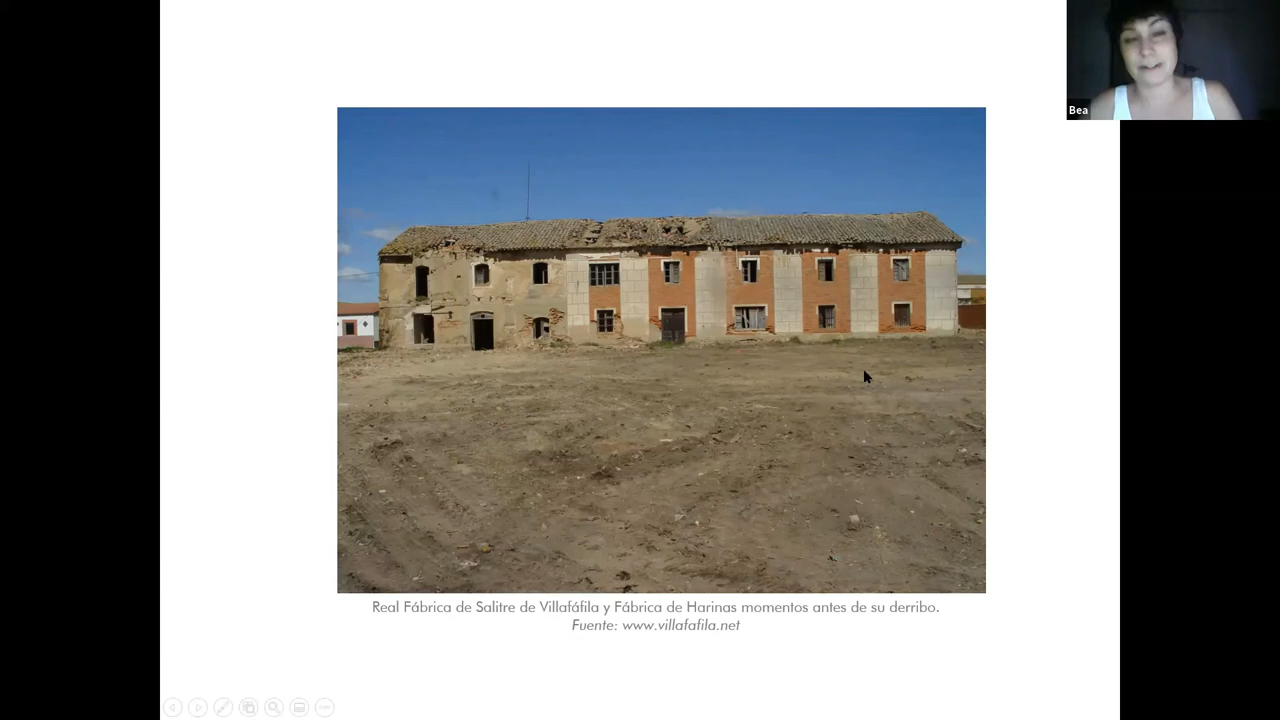 Bea
Real Fábrica de Salitre de Villafáfila y Fábrica de Harinas momentos antes de su derribo.
Fuente: www.villafafila.net